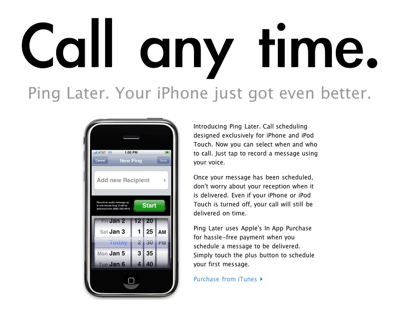 Call any time.
Ping Later. Your iPhone just got even better.
Introducing Ping Later. Call scheduling
designed exclusively for iPhone and iPod
Touch. Now you can select when and who
to call. Just tap to record a message using
your voice.
Once your message has been scheduled,
don't worry about your reception when it
is delivered. Even if your iPhone or iPod
Touch is turned off, your call will still be
delivered on time.
Ping Later uses Apple's In App Purchase
for hassle-free payment when you
schedule a message to be delivered.
Simply touch the plus button to schedule
your first message.
Purchase from iTunes
1:00 PM
Cancel New Ping
Add new Recipient
Start
Fri Jan 2 12 20
Sat Jan 3 1 25 AM
Today 2 30 PM
Mon Jan 5 3 35
Tue Jan 6 4 40